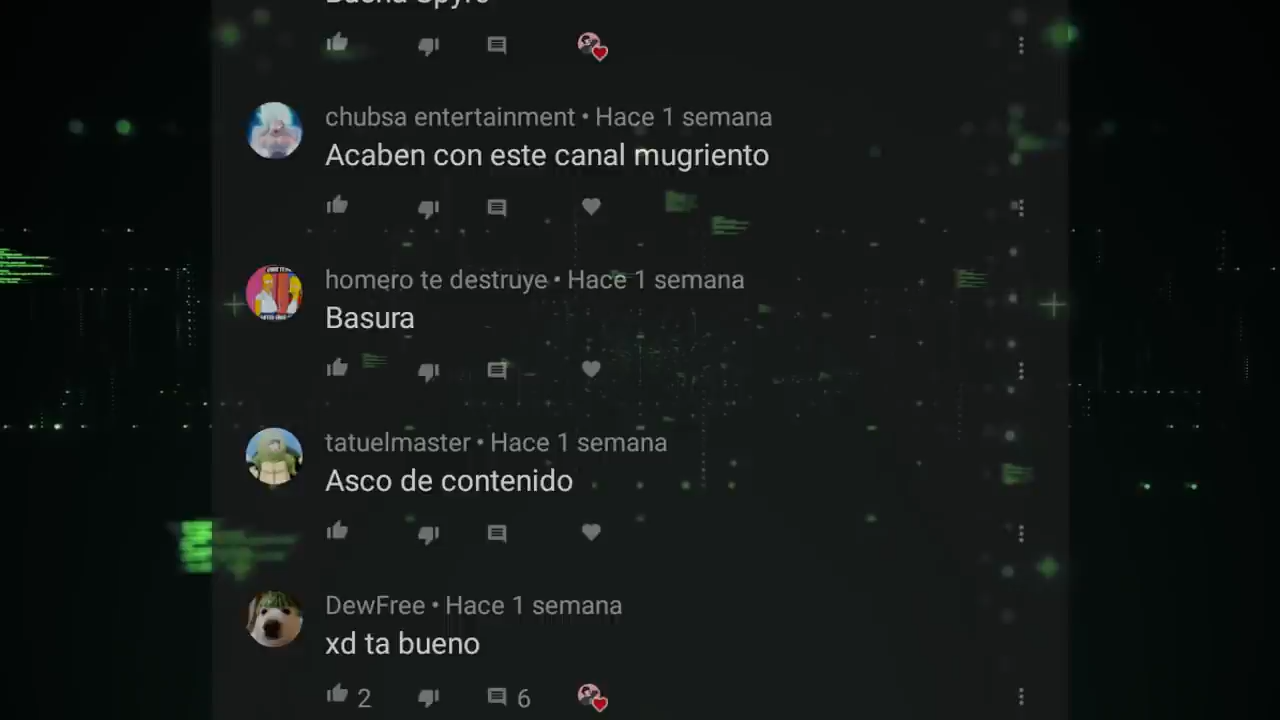 chubsa entertainment • Hace 1 semana
Acaben con este canal mugriento
homero te destruye • Hace 1 semana
Basura
tatuelmaster • Hace 1 semana
Asco de contenido
DewFree • Hace 1 semana
xd ta bueno
2 6